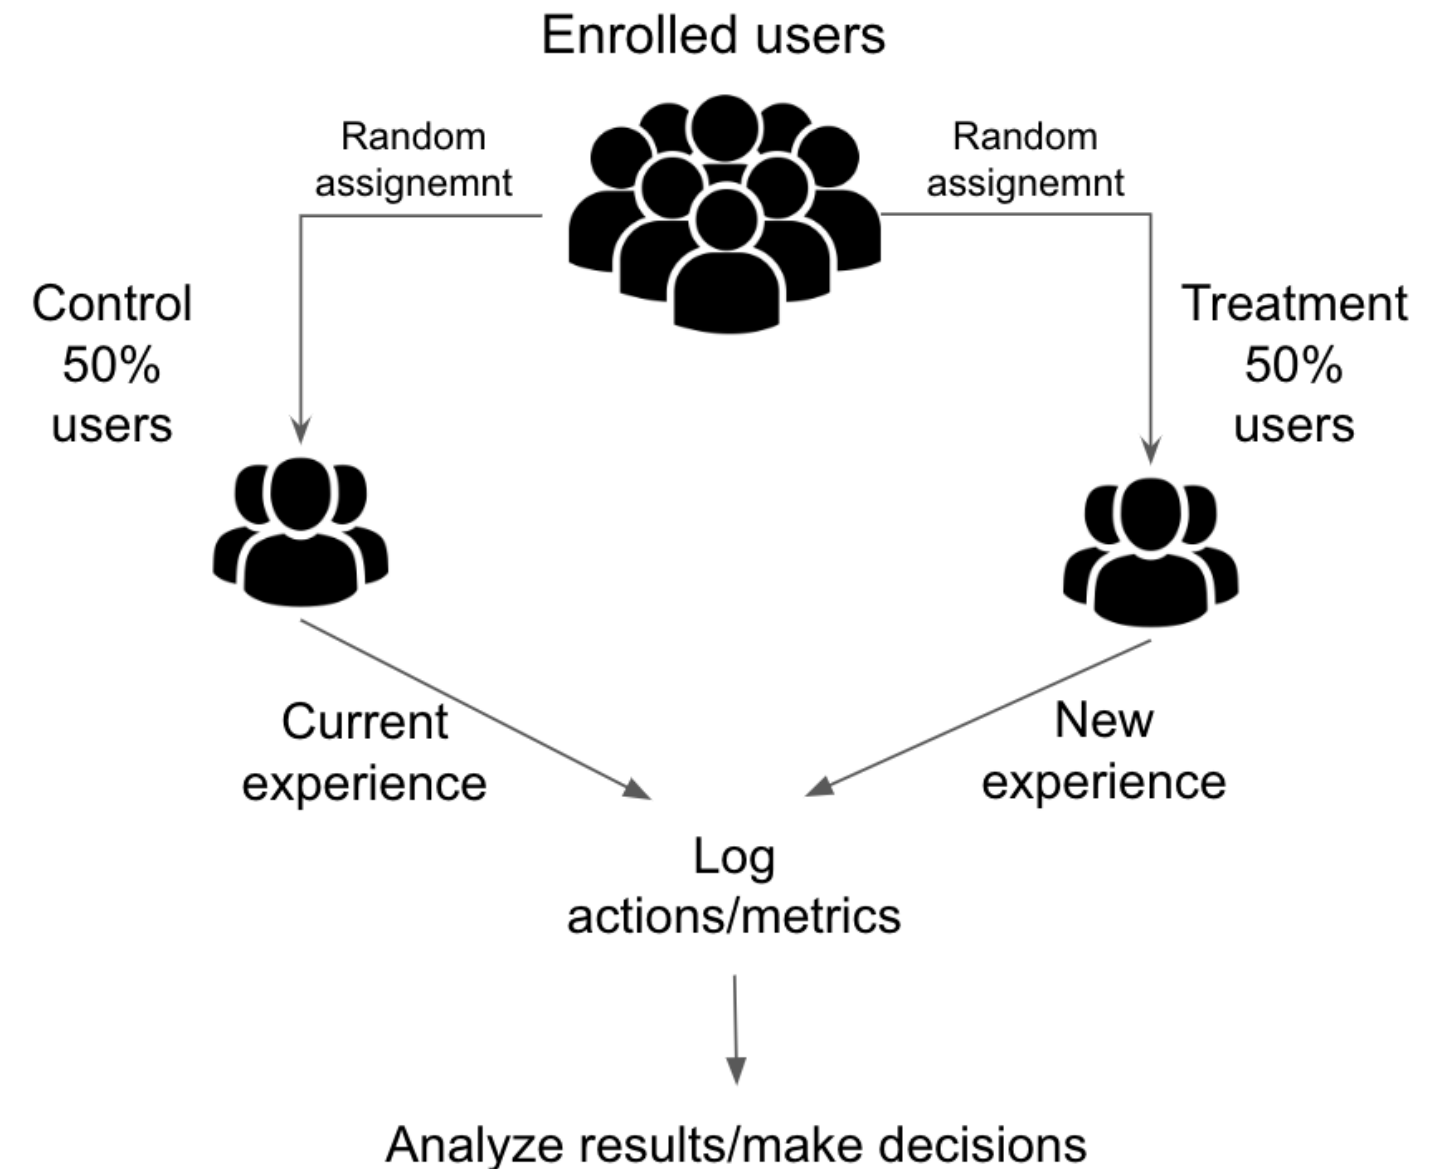 Enrolled users
Random
assignemnt
Random
assignemnt
Control
50%
users
Treatment
50%
users
Current
experience
New
experience
Log
actions/metrics
Analyze results/make decisions